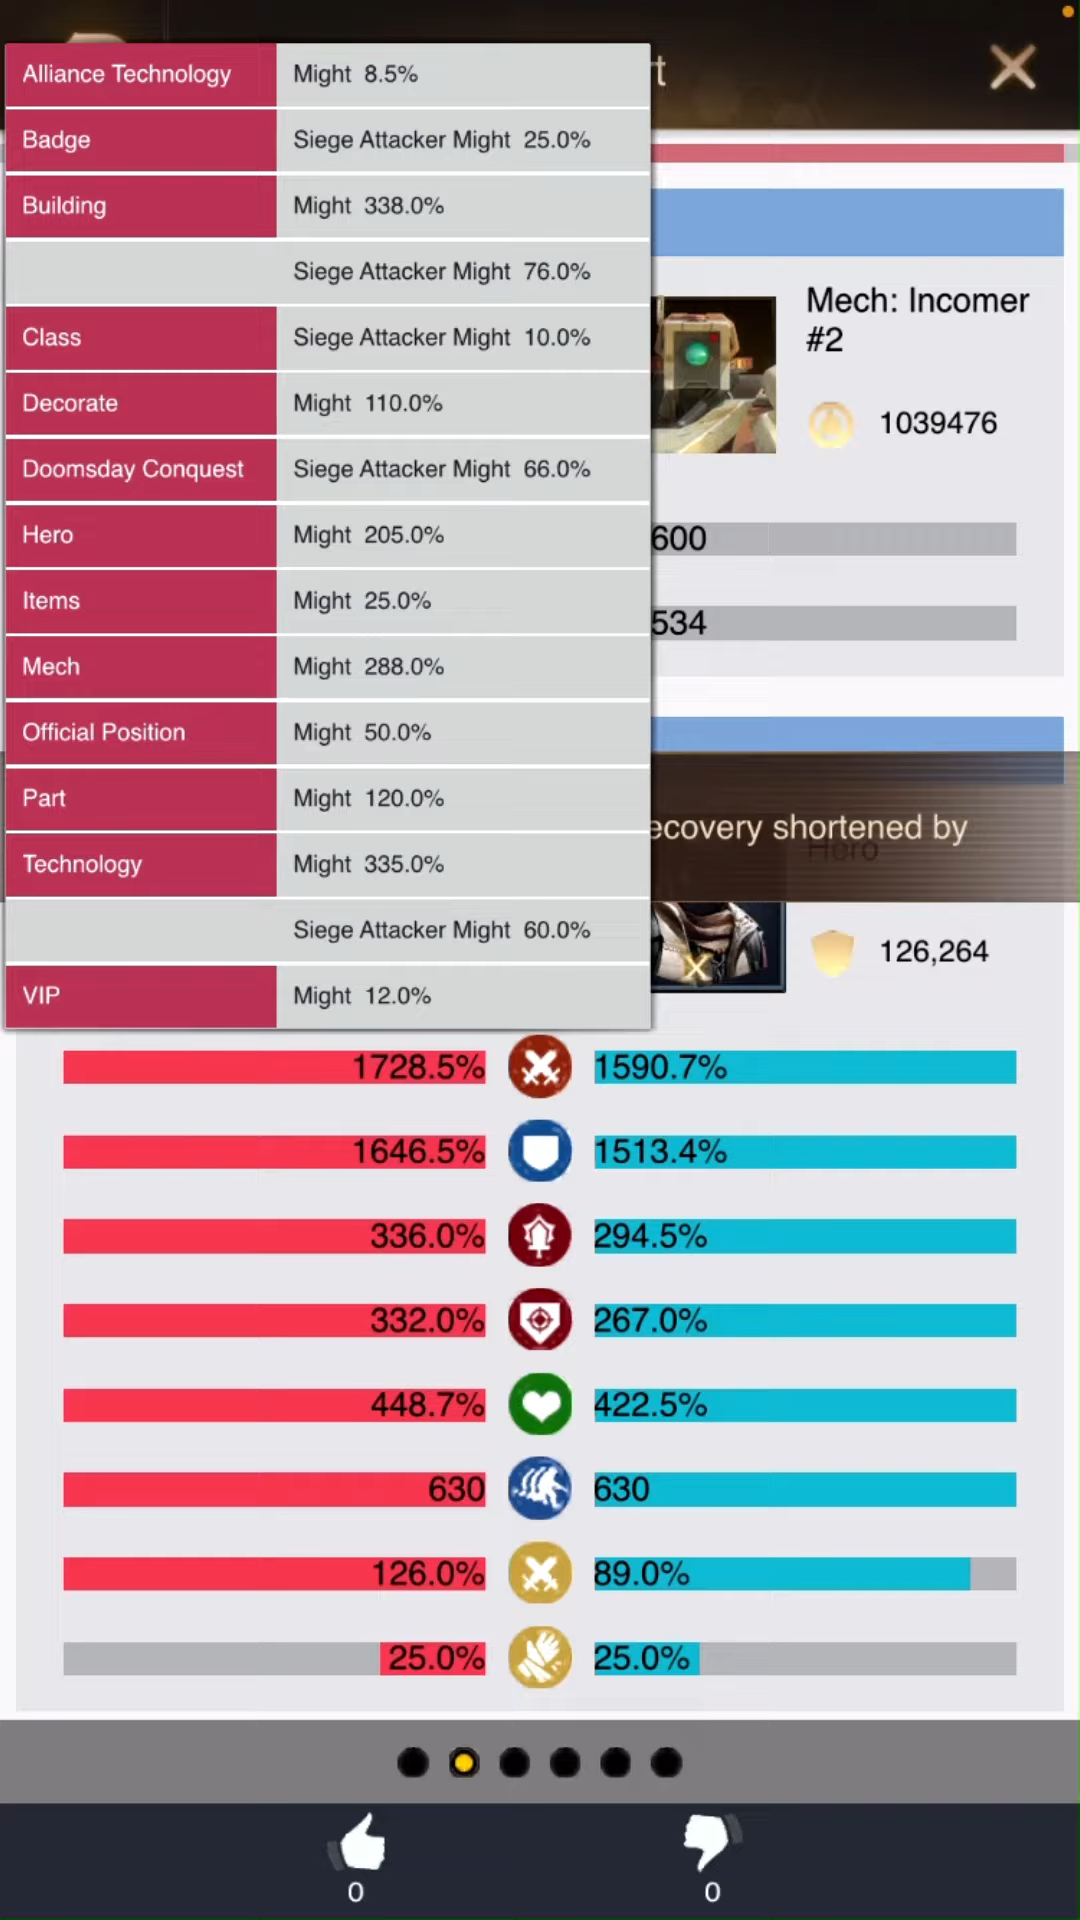 rt
Alliance Technology Might 8.5%
Badge Siege Attacker Might 25.0%
Building Might 338.0%
Siege Attacker Might 76.0%
Class Siege Attacker Might 10.0%
Decorate Might 110.0%
Doomsday Conquest Siege Attacker Might 66.0%
Hero Might 205.0%
Items Might 25.0%
Mech Might 288.0%
Official Position Might 50.0%
Part Might 120.0%
Technology Might 335.0%
Siege Attacker Might 60.0%
VIP Might 12.0%
Mech: Incomer
#2
1039476
600
534
ecovery shortened by
Hero
X
126,264
1728.5% 1590.7%
1646.5% 1513.4%
336.0% 294.5%
332.0% 267.0%
448.7% 422.5%
630 630
126.0% 89.0%
25.0% 25.0%
0 0